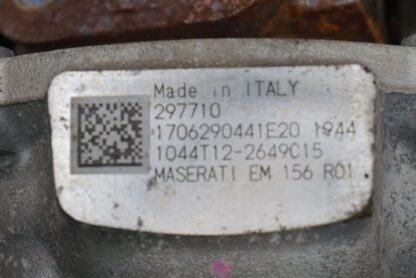 Made in ITALY
297710
1706290441E20 1944
1044T12-2649C15
MASERATI EM 156 R01